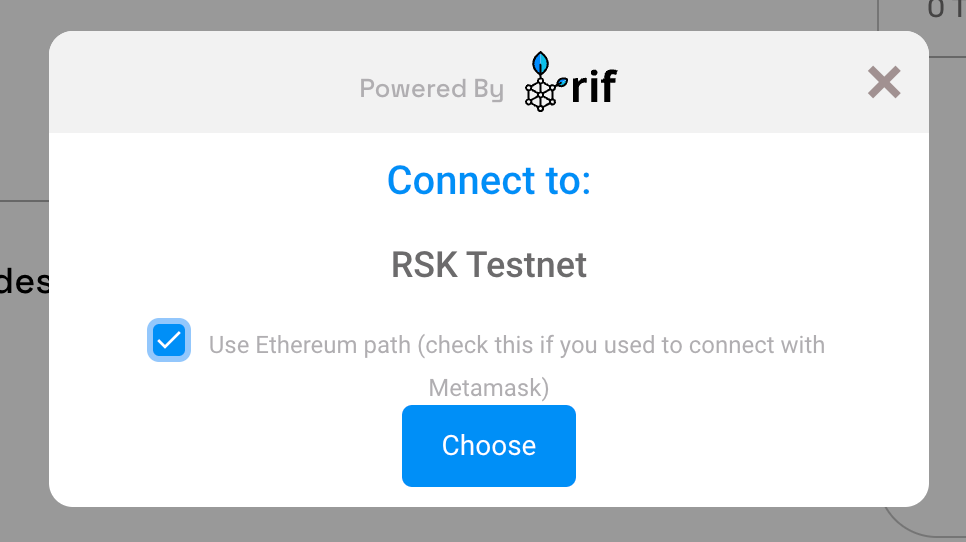 0 T
Powered By rif
Connect to:
RSK Testnet
des
Use Ethereum path (check this if you used to connect with
Metamask)
Choose